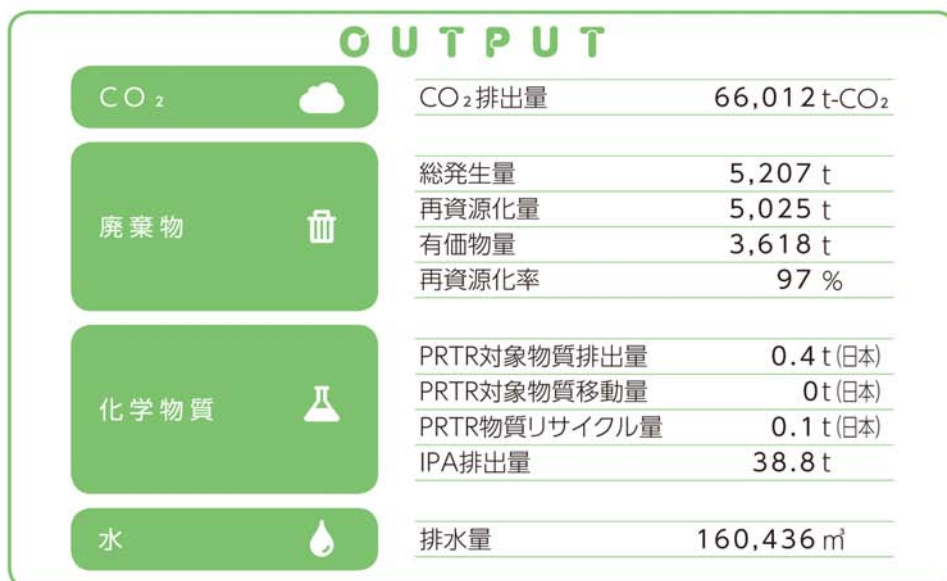 OUTPUT
CO₂ CO₂排出量 66,012 t-CO₂
廃棄物
総発生量 5,207 t
再資源化量 5,025 t
有価物量 3,618 t
再資源化率 97 %
化学物質
PRTR対象物質排出量 0.4 t (日本)
PRTR対象物質移動量 0 t (日本)
PRTR物質リサイクル量 0.1 t (日本)
IPA排出量 38.8 t
水 排水量 160,436 ㎥